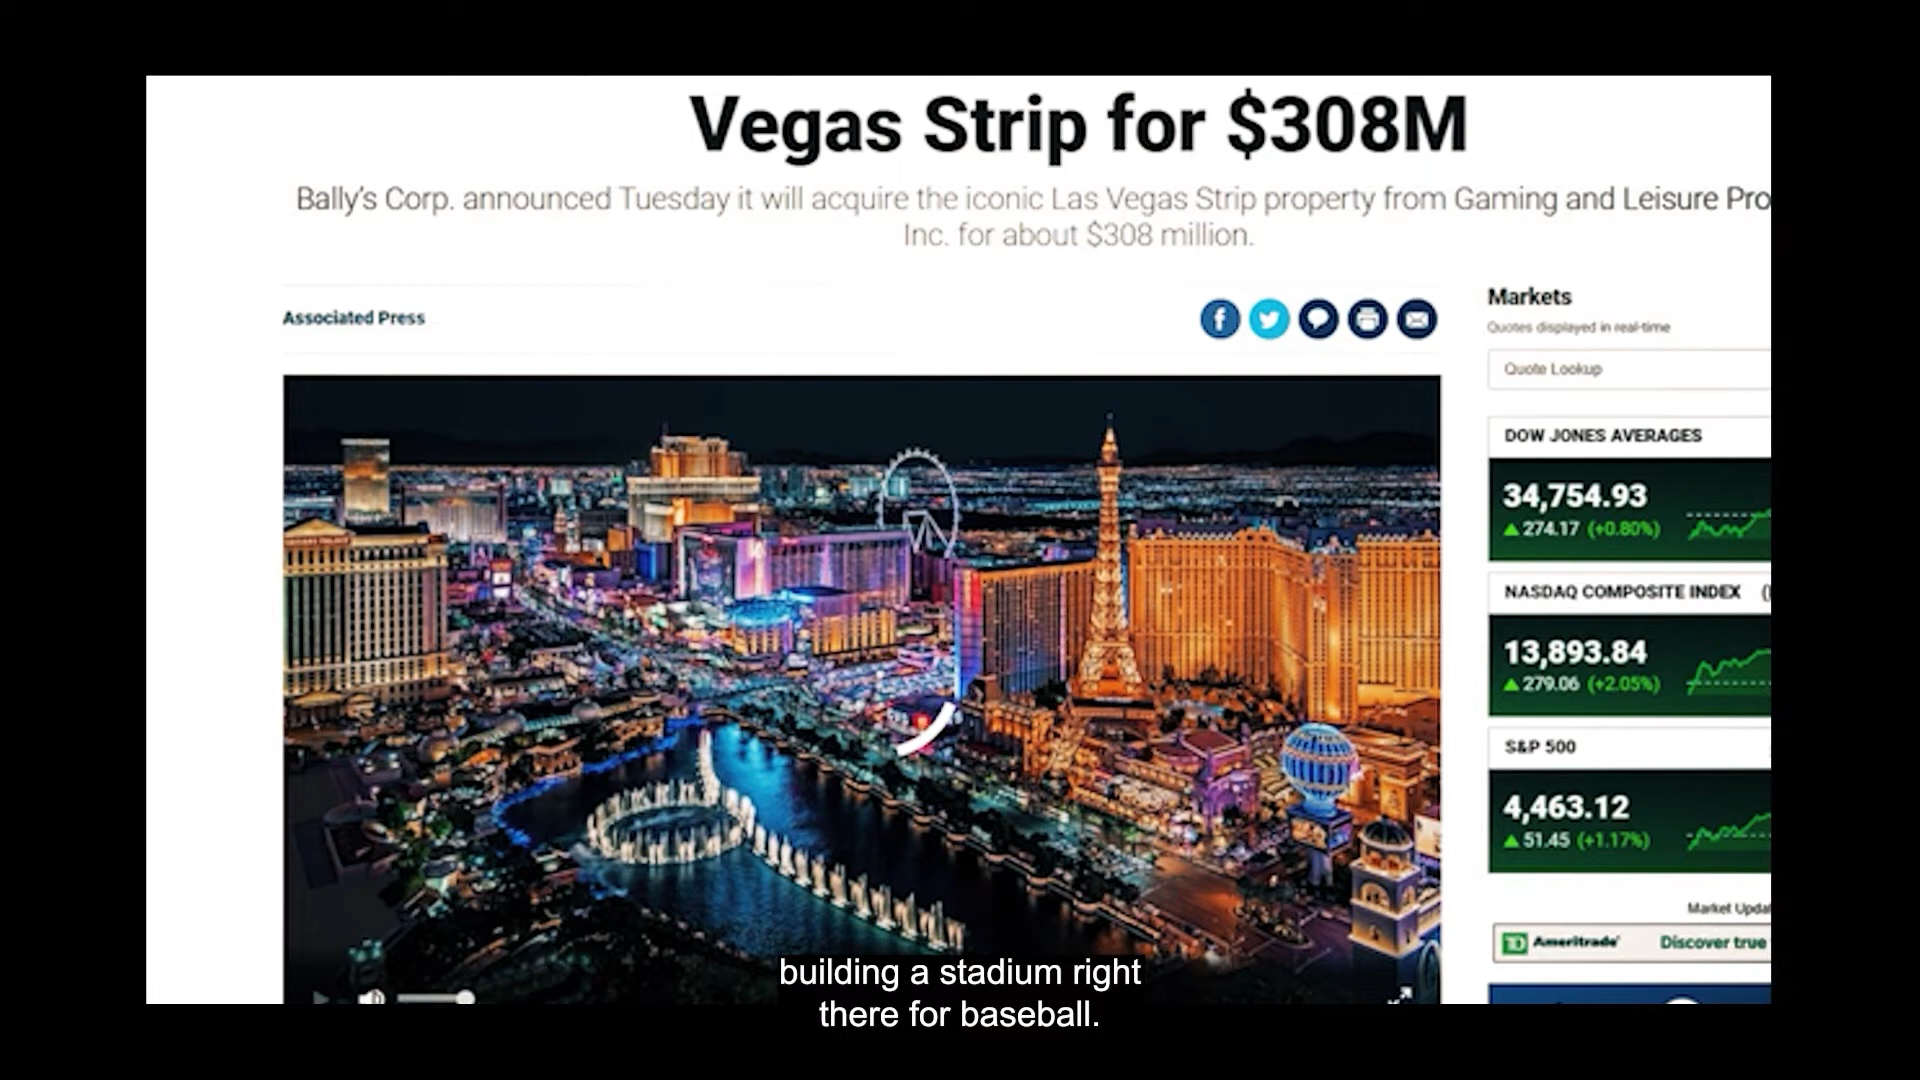 Vegas Strip for $308M
Bally's Corp. announced Tuesday it will acquire the iconic Las Vegas Strip property from Gaming and Leisure Pro
Inc. for about $308 million.
Associated Press
Markets
Quotes displayed in real-time
Quote Lookup
DOW JONES AVERAGES
34,754.93
274.17 (+0.80%)
NASDAQ COMPOSITE INDEX
13,893.84
279.06 (+2.05%)
S&P 500
4,463.12
51.45 (+1.17%)
Market Updat
TD Ameritrade
Discover true
building a stadium right
there for baseball.